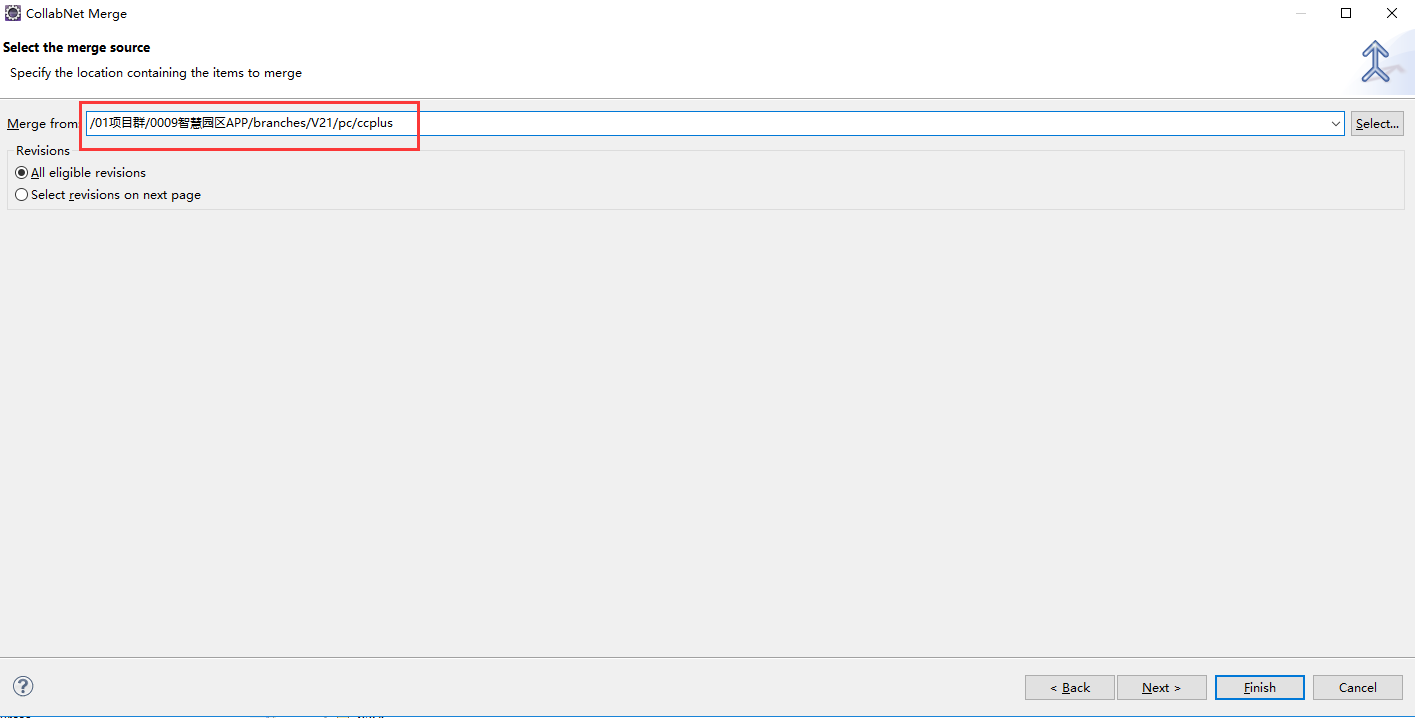 CollabNet Merge
Select the merge source
Specify the location containing the items to merge
Merge from: /01项目群/0009智慧园区APP/branches/V21/pc/ccplus Select...
Revisions
All eligible revisions
Select revisions on next page
? < Back Next > Finish Cancel